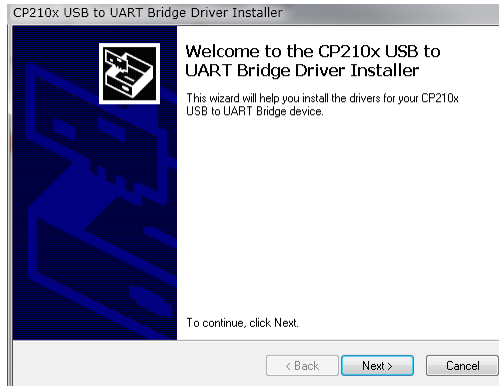 CP210x USB to UART Bridge Driver Installer
Welcome to the CP210x USB to
UART Bridge Driver Installer
This wizard will help you install the drivers for your CP210x
USB to UART Bridge device.
To continue, click Next.
< Back
Next >
Cancel